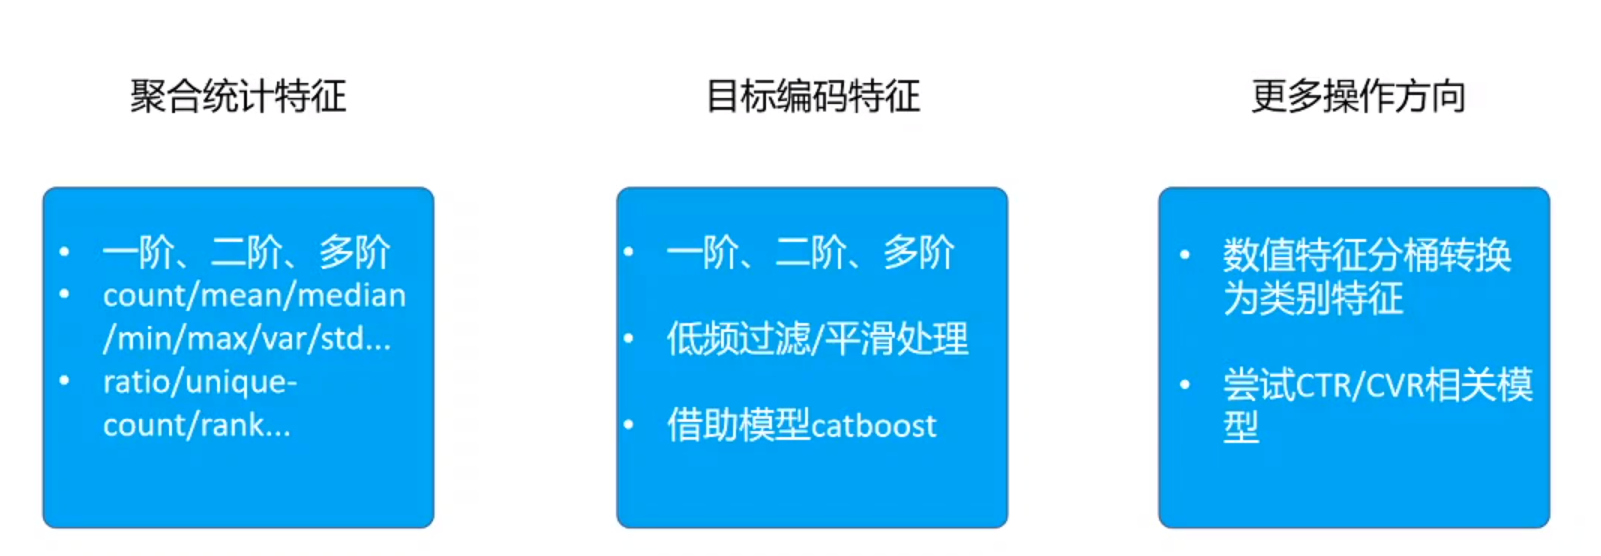 聚合统计特征
• 一阶、二阶、多阶
• count/mean/median
/min/max/var/std...
• ratio/unique-
count/rank...
目标编码特征
• 一阶、二阶、多阶
• 低频过滤/平滑处理
• 借助模型catboost
更多操作方向
• 数值特征分桶转换
为类别特征
• 尝试CTR/CVR相关模
型